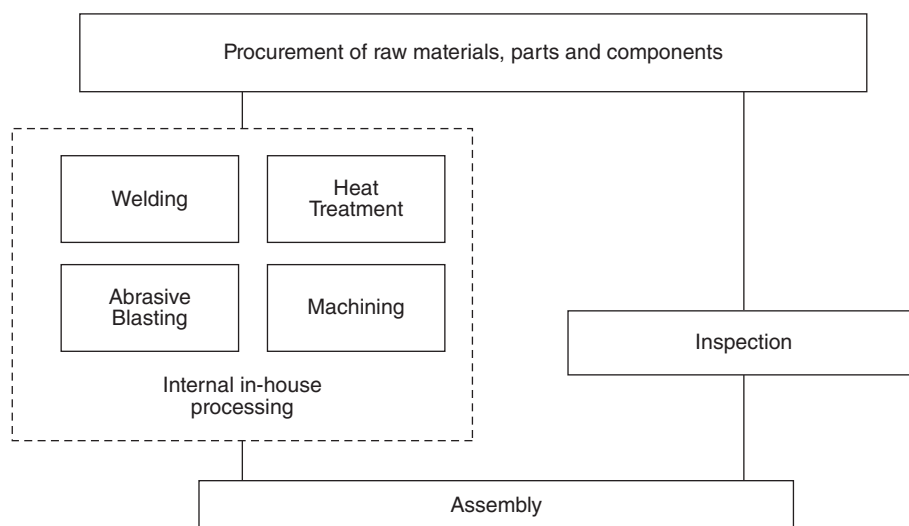 Procurement of raw materials, parts and components
Welding
Heat
Treatment
Abrasive
Blasting
Machining
Internal in-house
processing
Inspection
Assembly